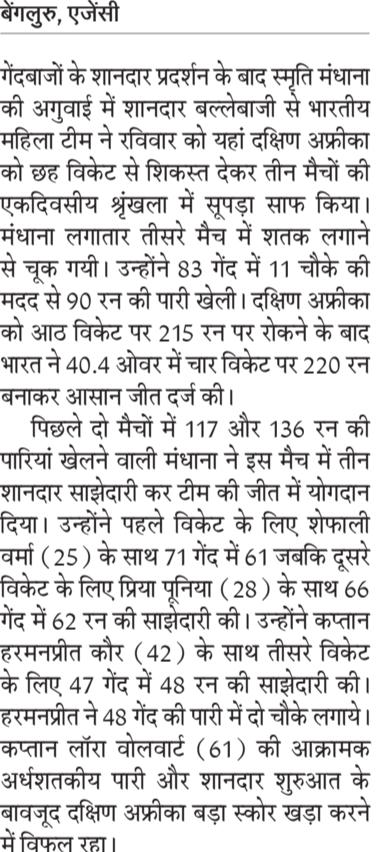 बेंगलुरु, एजेंसी
गेंदबाजों के शानदार प्रदर्शन के बाद स्मृति मंधाना
की अगुवाई में शानदार बल्लेबाजी से भारतीय
महिला टीम ने रविवार को यहां दक्षिण अफ्रीका
को छह विकेट से शिकस्त देकर तीन मैचों की
एकदिवसीय श्रृंखला में सूपड़ा साफ किया।
मंधाना लगातार तीसरे मैच में शतक लगाने
से चूक गयी। उन्होंने 83 गेंद में 11 चौके की
मदद से 90 रन की पारी खेली। दक्षिण अफ्रीका
को आठ विकेट पर 215 रन पर रोकने के बाद
भारत ने 40.4 ओवर में चार विकेट पर 220 रन
बनाकर आसान जीत दर्ज की।
पिछले दो मैचों में 117 और 136 रन की
पारियां खेलने वाली मंधाना ने इस मैच में तीन
शानदार साझेदारी कर टीम की जीत में योगदान
दिया। उन्होंने पहले विकेट के लिए शेफाली
वर्मा (25) के साथ 71 गेंद में 61 जबकि दूसरे
विकेट के लिए प्रिया पूनिया (28) के साथ 66
गेंद में 62 रन की साझेदारी की। उन्होंने कप्तान
हरमनप्रीत कौर (42) के साथ तीसरे विकेट
के लिए 47 गेंद में 48 रन की साझेदारी की।
हरमनप्रीत ने 48 गेंद की पारी में दो चौके लगाये।
कप्तान लॉरा वोलवार्ट (61) की आक्रामक
अर्धशतकीय पारी और शानदार शुरुआत के
बावजूद दक्षिण अफ्रीका बड़ा स्कोर खड़ा करने
में विफल रहा।